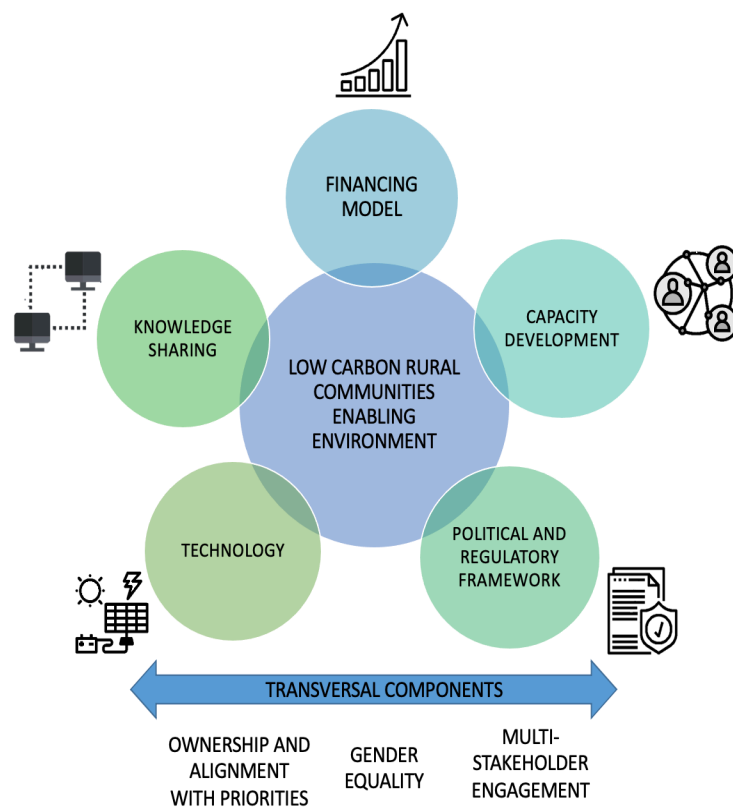 FINANCING
MODEL
KNOWLEDGE
SHARING
CAPACITY
DEVELOPMENT
LOW CARBON RURAL
COMMUNITIES
ENABLING
ENVIRONMENT
TECHNOLOGY
POLITICAL AND
REGULATORY
FRAMEWORK
TRANSVERSAL COMPONENTS
OWNERSHIP AND
ALIGNMENT
WITH PRIORITIES
GENDER
EQUALITY
MULTI-
STAKEHOLDER
ENGAGEMENT